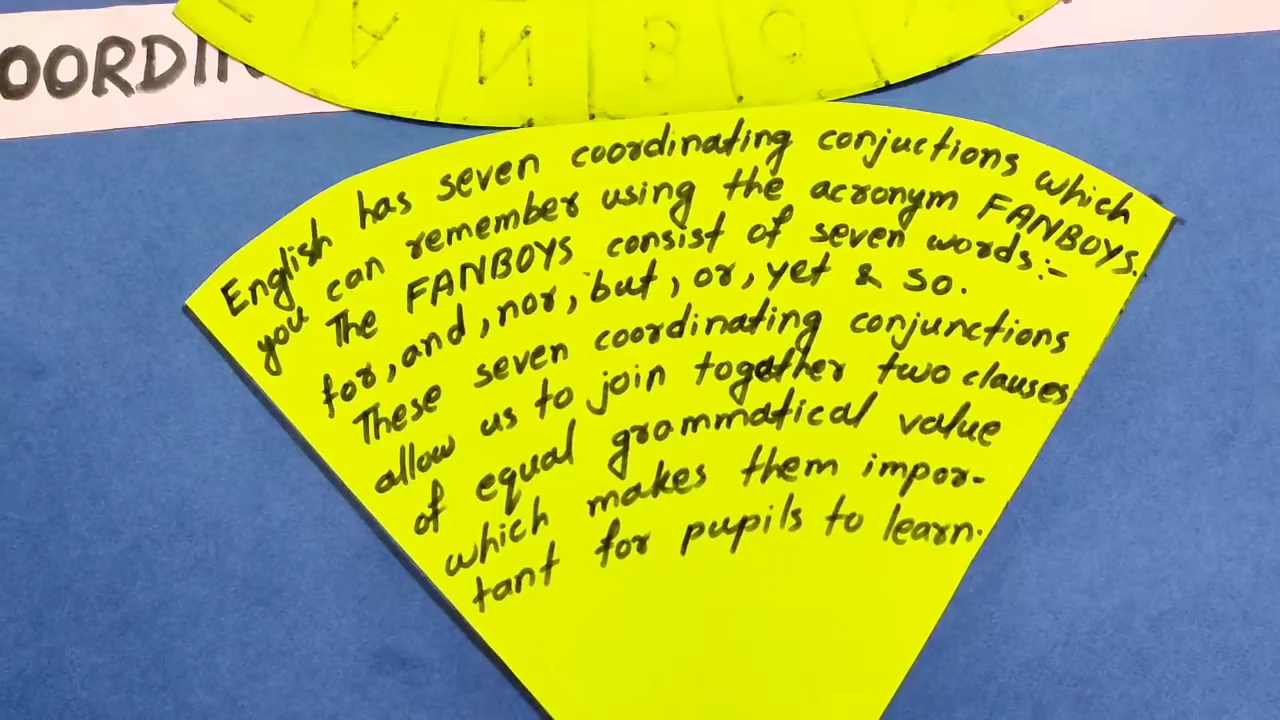 OORDIN
F A N B O Y
English has seven coordinating conjuctions which
you can remember using the acronym FANBOYS.
The FANBOYS consist of seven words:-
for, and, nor, but, or, yet & so.
These seven coordinating conjunctions
allow us to join together two clauses
of equal grammatical value
which makes them impor-
tant for pupils to learn.